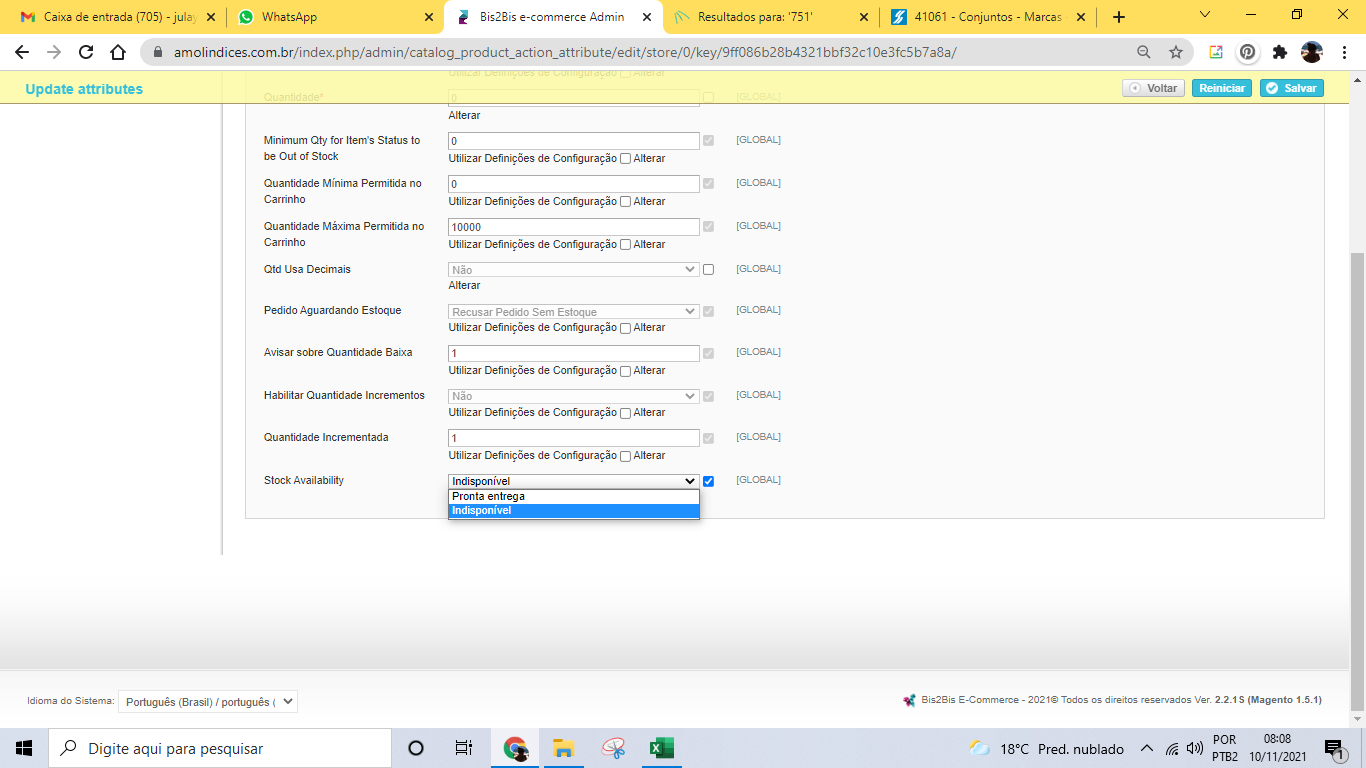 Caixa de entrada (705) - julay
WhatsApp
Bis2Bis e-commerce Admin
Resultados para: '751'
41061 - Conjuntos - Marcas -
amolindices.com.br/index.php/admin/catalog_product_action_attribute/edit/store/0/key/9ff086b28b4321bbf32c10e3fc5b7a8a/
Utilizar Definições de Configuração Alterar
Update attributes
Voltar
Reiniciar
Salvar
Quantidade*
0
[GLOBAL]
Alterar
Minimum Qty for Item's Status to be Out of Stock
0
[GLOBAL]
Utilizar Definições de Configuração Alterar
Quantidade Mínima Permitida no Carrinho
0
[GLOBAL]
Utilizar Definições de Configuração Alterar
Quantidade Máxima Permitida no Carrinho
10000
[GLOBAL]
Utilizar Definições de Configuração Alterar
Qtd Usa Decimais
Não
[GLOBAL]
Alterar
Pedido Aguardando Estoque
Recusar Pedido Sem Estoque
[GLOBAL]
Utilizar Definições de Configuração Alterar
Avisar sobre Quantidade Baixa
1
[GLOBAL]
Utilizar Definições de Configuração Alterar
Habilitar Quantidade Incrementos
Não
[GLOBAL]
Utilizar Definições de Configuração Alterar
Quantidade Incrementada
1
[GLOBAL]
Utilizar Definições de Configuração Alterar
Stock Availability
Indisponível
[GLOBAL]
Pronta entrega
Indisponível
Idioma do Sistema: Português (Brasil) / português (
Bis2Bis E-Commerce - 2021© Todos os direitos reservados Ver. 2.2.1S (Magento 1.5.1)
Digite aqui para pesquisar
18°C Pred. nublado
POR
PTB2
08:08
10/11/2021
1